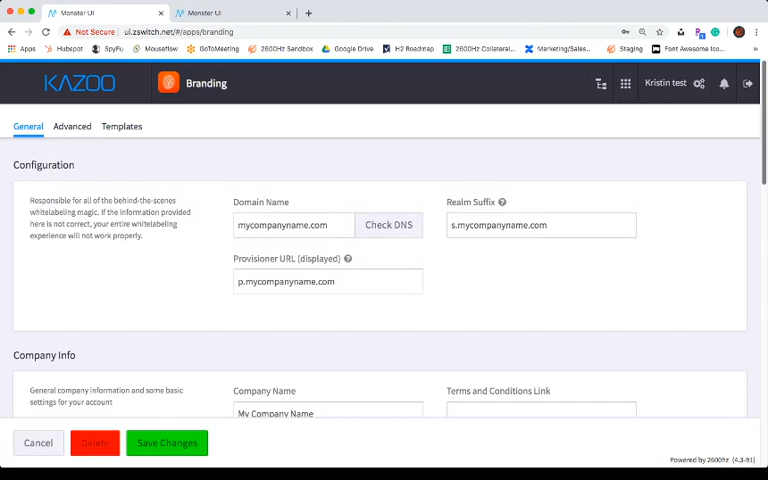 Monster UI
Monster UI
Not Secure | ui.zswitch.net/#/apps/branding
Apps Hubspot SpyFu Mouseflow GoToMeeting 2600Hz Sandbox Google Drive H2 Roadmap 2600Hz Collateral... Marketing/Sales... Staging Font Awesome Ico... »
KAZOO Branding Kristin test
General Advanced Templates
Configuration
Responsible for all of the behind-the-scenes
whitelabeling magic. If the information provided
here is not correct, your entire whitelabeling
experience will not work properly.
Domain Name
mycompanyname.com Check DNS
Realm Suffix
s.mycompanyname.com
Provisioner URL (displayed)
p.mycompanyname.com
Company Info
General company information and some basic
settings for your account
Company Name
My Company Name
Terms and Conditions Link
Cancel Delete Save Changes
Powered by 2600hz (4.3-91)